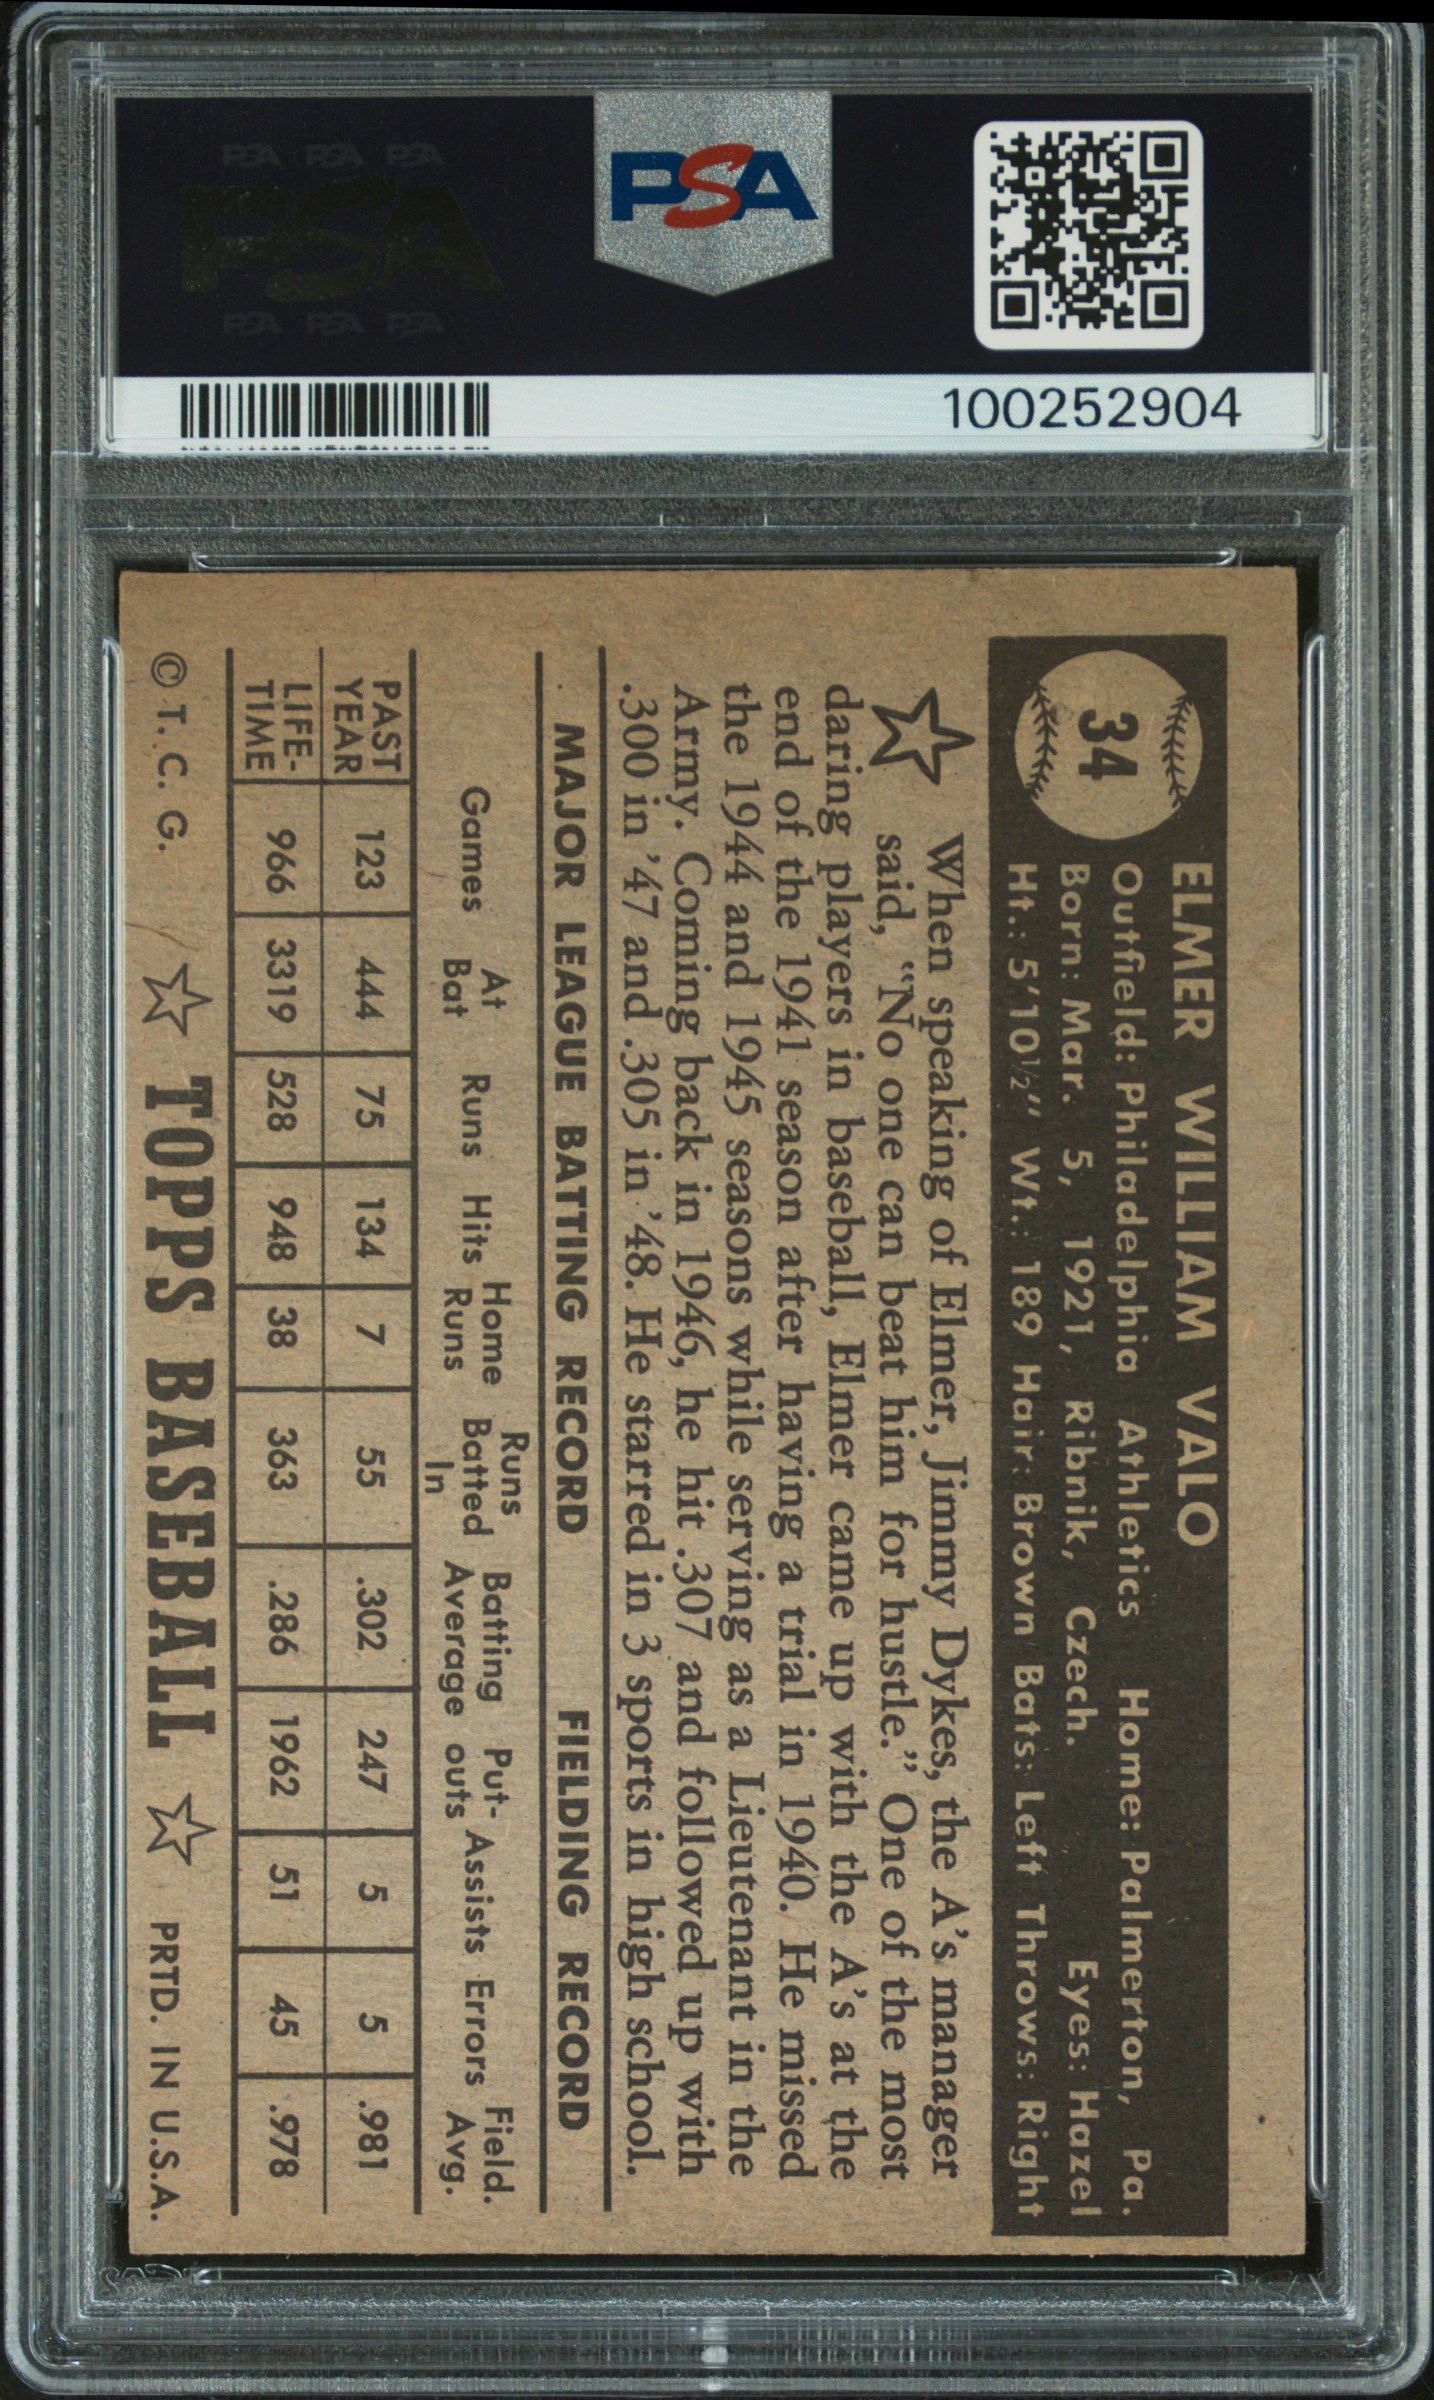 PSA PSA PSA
PSA
PSA PSA PSA
PSA
100252904
34
ELMER WILLIAM VALO
Outfield: Philadelphia Athletics Home: Palmerton, Pa.
Born: Mar. 5, 1921, Ribnik, Czech. Eyes: Hazel
Ht.: 5'10½" Wt.: 189 Hair: Brown Bats: Left Throws: Right
When speaking of Elmer, Jimmy Dykes, the A's manager
said, "No one can beat him for hustle." One of the most
daring players in baseball, Elmer came up with the A's at the
end of the 1941 season after having a trial in 1940. He missed
the 1944 and 1945 seasons while serving as a Lieutenant in the
Army. Coming back in 1946, he hit .307 and followed up with
.300 in '47 and .305 in '48. He starred in 3 sports in high school.
MAJOR LEAGUE BATTING RECORD FIELDING RECORD
Games At Bat Runs Hits Home Runs Runs Batted In Batting Average Put-outs Assists Errors Field. Avg.
PAST YEAR 123 444 75 134 7 55 .302 247 5 5 .981
LIFE-TIME 966 3319 528 948 38 363 .286 1962 51 45 .978
© T. C. G. ☆ TOPPS BASEBALL ☆ PRTD. IN U.S.A.